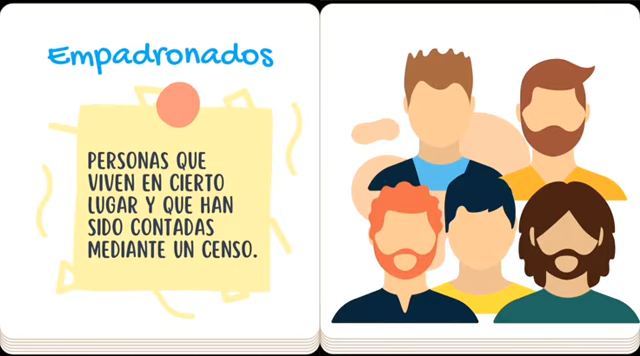 Empadronados
PERSONAS QUE
VIVEN EN CIERTO
LUGAR Y QUE HAN
SIDO CONTADAS
MEDIANTE UN CENSO.